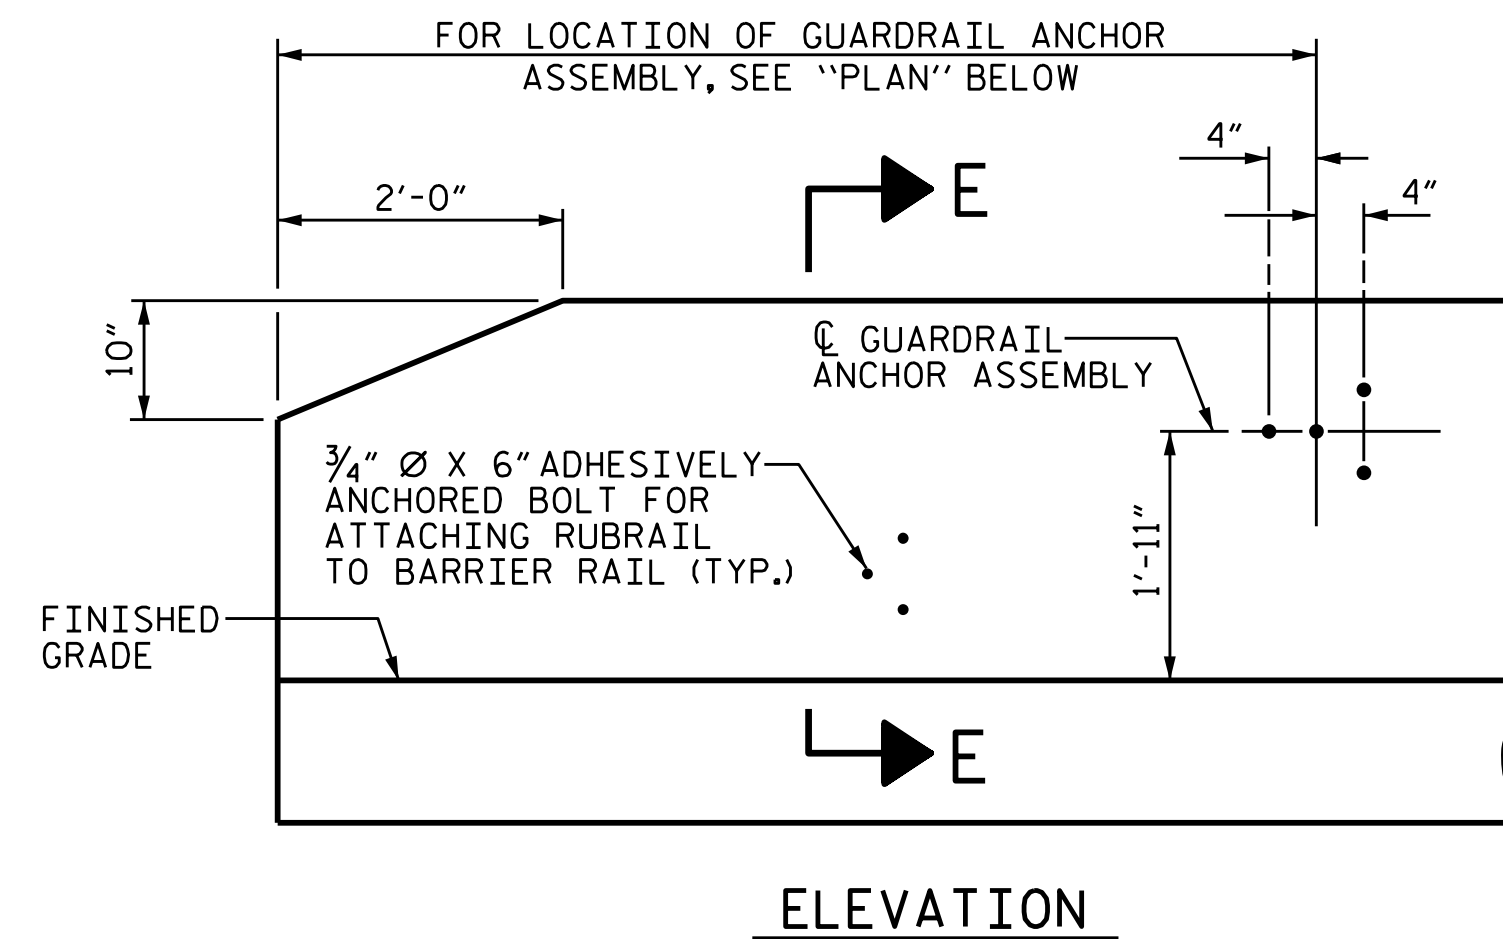 FOR LOCATION OF GUARDRAIL ANCHOR
ASSEMBLY, SEE "PLAN" BELOW
4"
E
4"
2'-0"
10"
℄ GUARDRAIL
ANCHOR ASSEMBLY
3/4" Ø X 6" ADHESIVELY
ANCHORED BOLT FOR
ATTACHING RUBRAIL
TO BARRIER RAIL (TYP.)
1'-11"
FINISHED
GRADE
E
ELEVATION